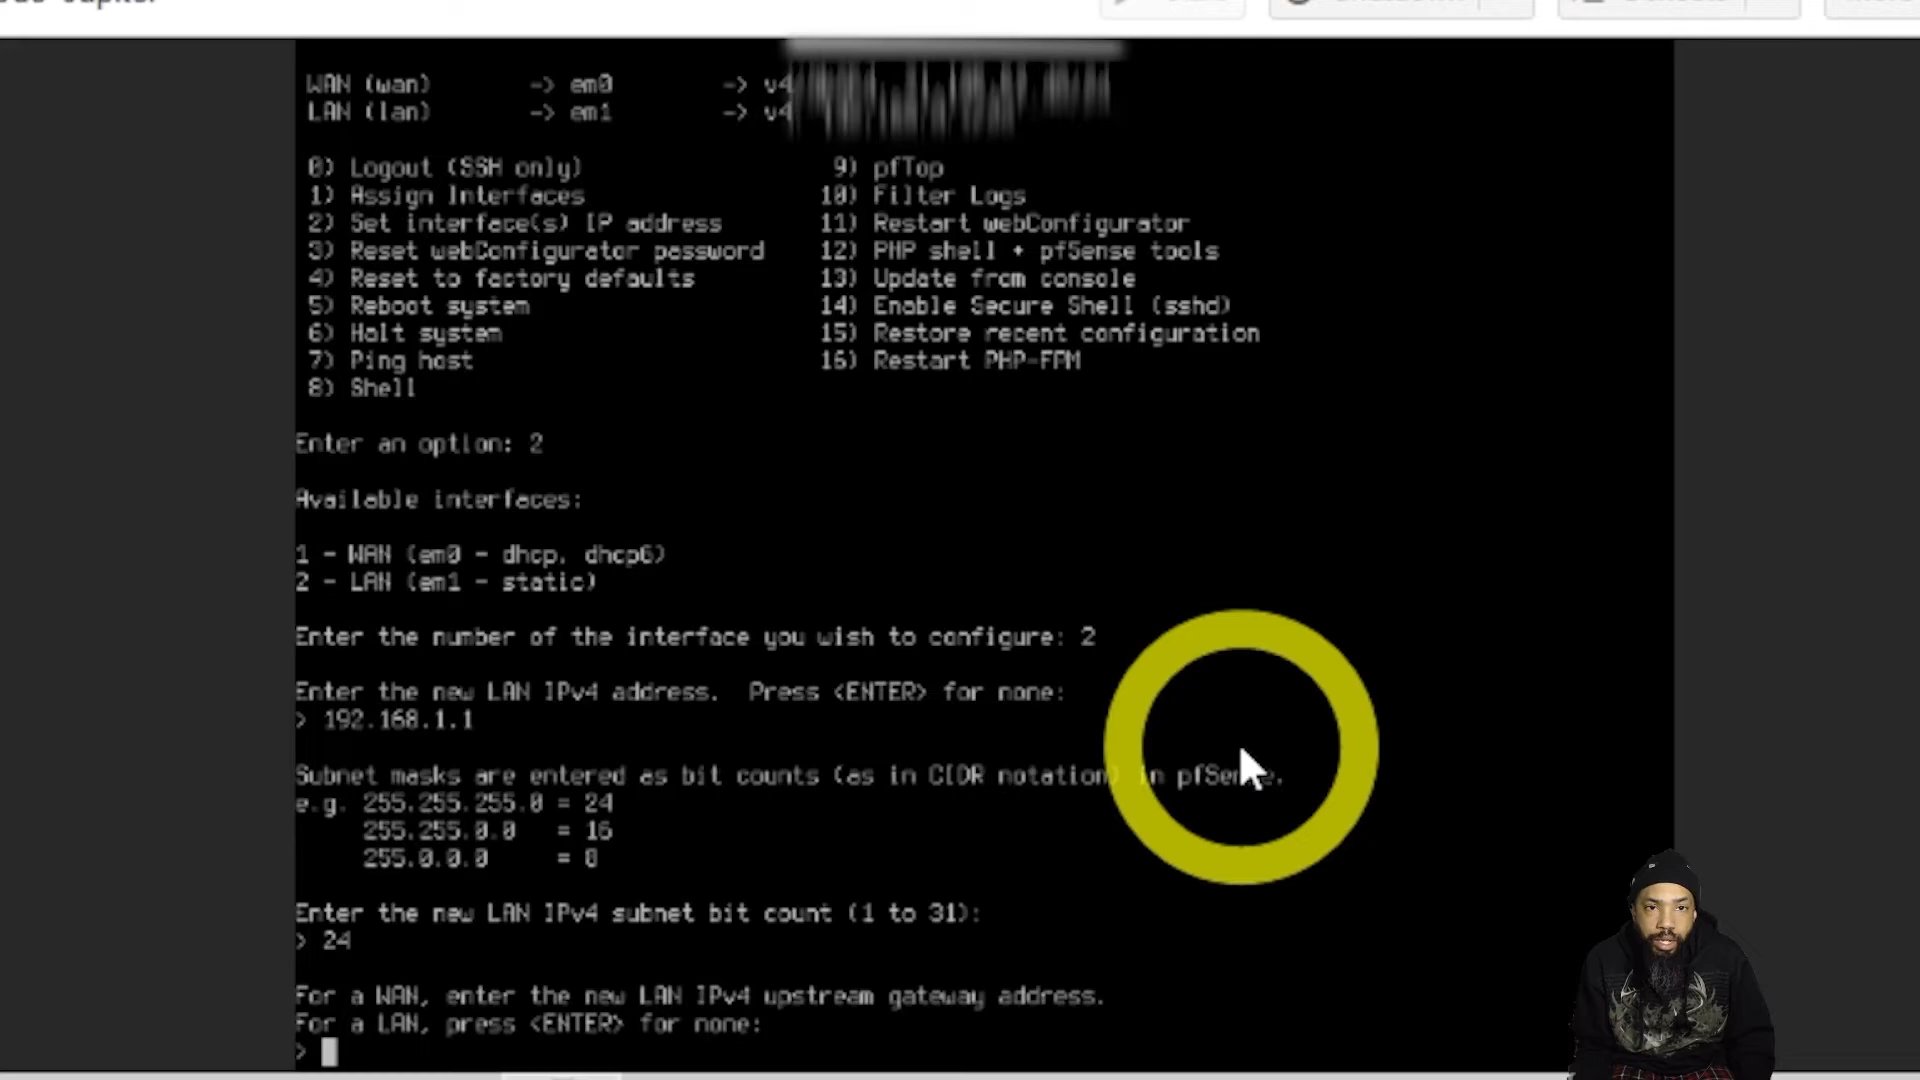 WAN (wan) -> em0 -> v4
LAN (lan) -> em1 -> v4
0) Logout (SSH only) 9) pfTop
1) Assign Interfaces 10) Filter Logs
2) Set interface(s) IP address 11) Restart webConfigurator
3) Reset webConfigurator password 12) PHP shell + pfSense tools
4) Reset to factory defaults 13) Update from console
5) Reboot system 14) Enable Secure Shell (sshd)
6) Halt system 15) Restore recent configuration
7) Ping host 16) Restart PHP-FPM
8) Shell
Enter an option: 2
Available interfaces:
1 - WAN (em0 - dhcp, dhcp6)
2 - LAN (em1 - static)
Enter the number of the interface you wish to configure: 2
Enter the new LAN IPv4 address.  Press <ENTER> for none:
> 192.168.1.1
Subnet masks are entered as bit counts (as in CIDR notation) in pfSense.
e.g. 255.255.255.0 = 24
255.255.0.0 = 16
255.0.0.0 = 8
Enter the new LAN IPv4 subnet bit count (1 to 31):
> 24
For a WAN, enter the new LAN IPv4 upstream gateway address.
For a LAN, press <ENTER> for none:
>